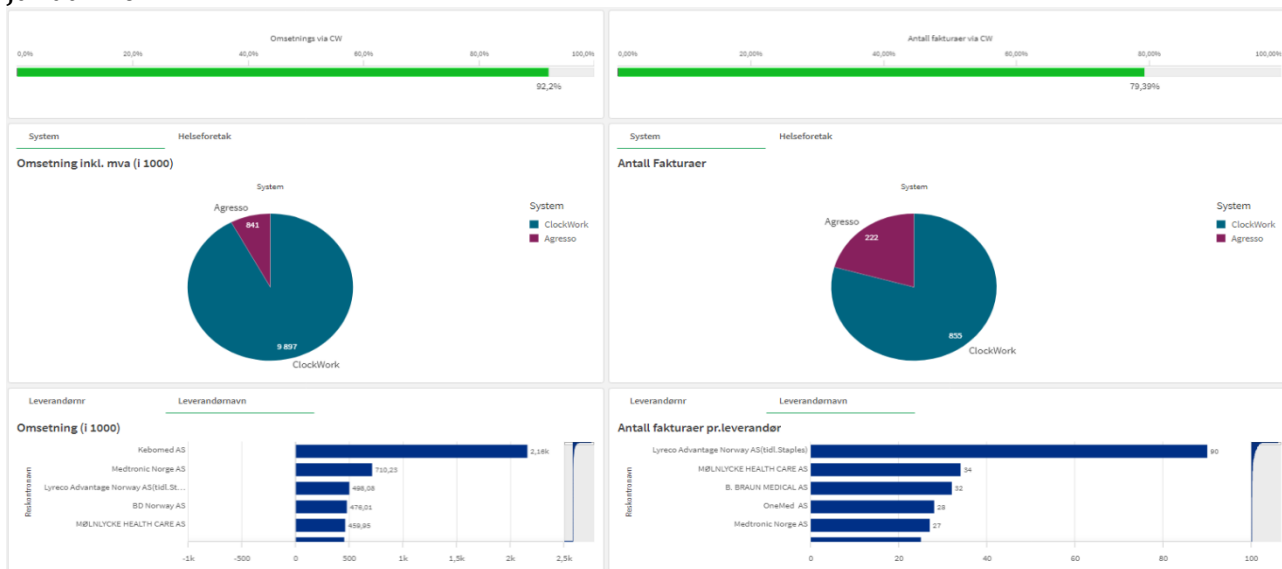 Omsetnings via CW
0,0% 20,0% 40,0% 60,0% 80,0% 100,0%
92,2%
Antall fakturaer via CW
0,00% 20,00% 40,00% 60,00% 80,00% 100,00%
79,39%
System Helseforetak
Omsetning inkl. mva (i 1000)
System
Agresso
841
9 897
ClockWork
System
ClockWork
Agresso
System Helseforetak
Antall Fakturaer
System
Agresso
222
855
ClockWork
System
ClockWork
Agresso
Leverandørnr Leverandørnavn
Omsetning (i 1000)
Reskontronavn
Kebomed AS 2,16k
Medtronic Norge AS 710,23
Lyreco Advantage Norway AS(tidl.St... 498,08
BD Norway AS 476,01
MØLNLYCKE HEALTH CARE AS 459,95
-1k -500 0 500 1k 1,5k 2k 2,5k
Leverandørnr Leverandørnavn
Antall fakturaer pr.leverandør
Reskontronavn
Lyreco Advantage Norway AS(tidl.Staples) 90
MØLNLYCKE HEALTH CARE AS 34
B. BRAUN MEDICAL AS 32
OneMed AS 28
Medtronic Norge AS 27
0 20 40 60 80 100